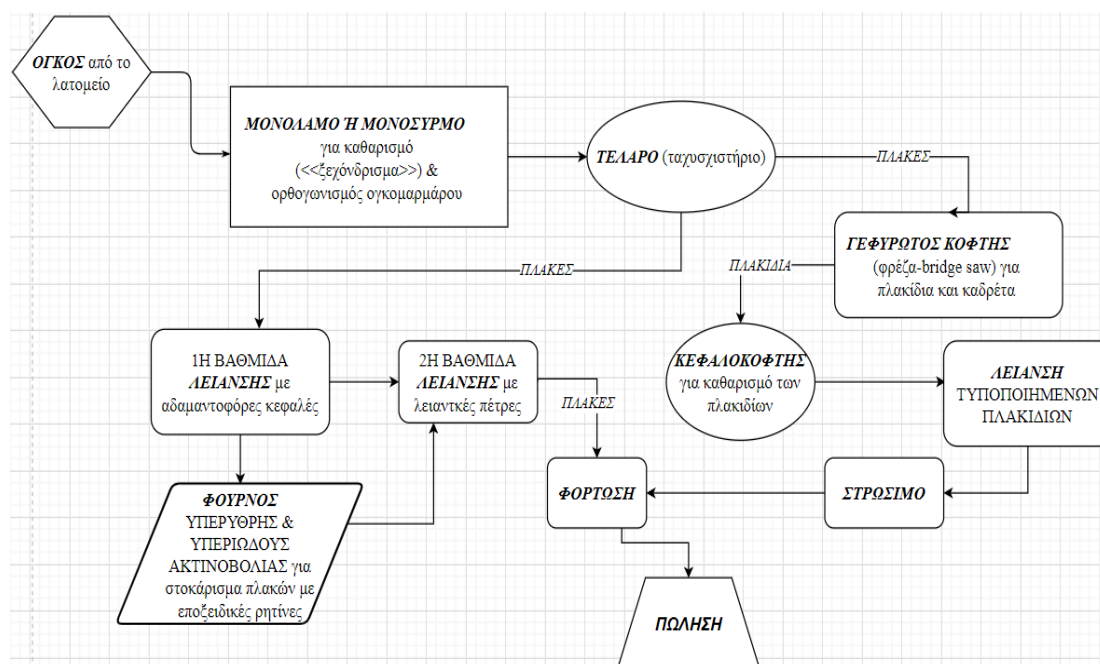 ΟΓΚΟΣ από το
λατομείο
ΜΟΝΟΛΑΜΟ Ή ΜΟΝΟΣΥΡΜΟ
για καθαρισμό
(<<ξεχόνδρισμα>>) &
ορθογωνισμός ογκομαρμάρου
ΤΕΛΑΡΟ (ταχυσχιστήριο)
ΠΛΑΚΕΣ
ΓΕΦΥΡΩΤΟΣ ΚΟΦΤΗΣ
(φρέζα-bridge saw) για
πλακίδια και καδρέτα
ΠΛΑΚΕΣ
ΠΛΑΚΙΔΙΑ
1Η ΒΑΘΜΙΔΑ
ΛΕΙΑΝΣΗΣ με
αδαμαντοφόρες κεφαλές
2Η ΒΑΘΜΙΔΑ
ΛΕΙΑΝΣΗΣ με
λειαντκές πέτρες
ΠΛΑΚΕΣ
ΚΕΦΑΛΟΚΟΦΤΗΣ
για καθαρισμό των
πλακιδίων
ΛΕΙΑΝΣΗ
ΤΥΠΟΠΟΙΗΜΕΝΩΝ
ΠΛΑΚΙΔΙΩΝ
ΦΟΥΡΝΟΣ
ΥΠΕΡΥΘΡΗΣ &
ΥΠΕΡΙΩΔΟΥΣ
ΑΚΤΙΝΟΒΟΛΙΑΣ για
στοκάρισμα πλακών με
εποξειδικές ρητίνες
ΦΟΡΤΩΣΗ
ΣΤΡΩΣΙΜΟ
ΠΩΛΗΣΗ